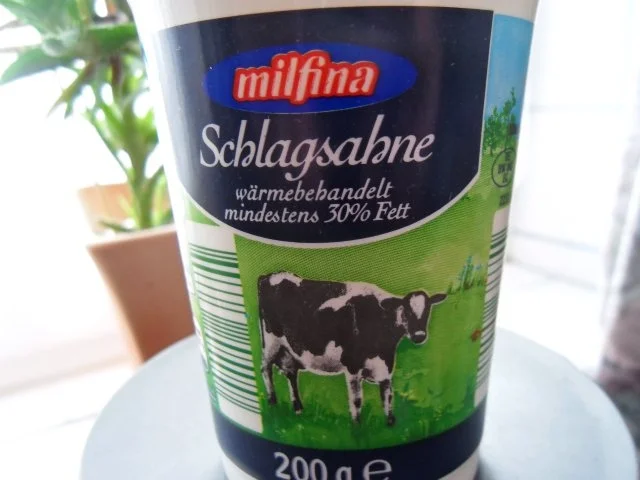 milfina
Schlagsahne
wärmebehandelt
mindestens 30% Fett
200 g e